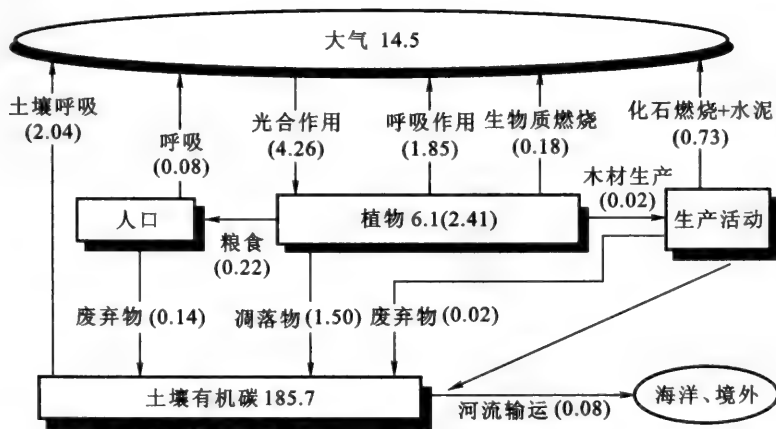 大气 14.5
土壤呼吸
(2.04)
呼吸
(0.08)
光合作用
(4.26)
呼吸作用
(1.85)
生物质燃烧
(0.18)
化石燃烧+水泥
(0.73)
木材生产
(0.02)
人口
粮食
(0.22)
植物 6.1(2.41)
生产活动
废弃物(0.14)
凋落物(1.50)
废弃物(0.02)
土壤有机碳 185.7
河流输运(0.08)
海洋、境外